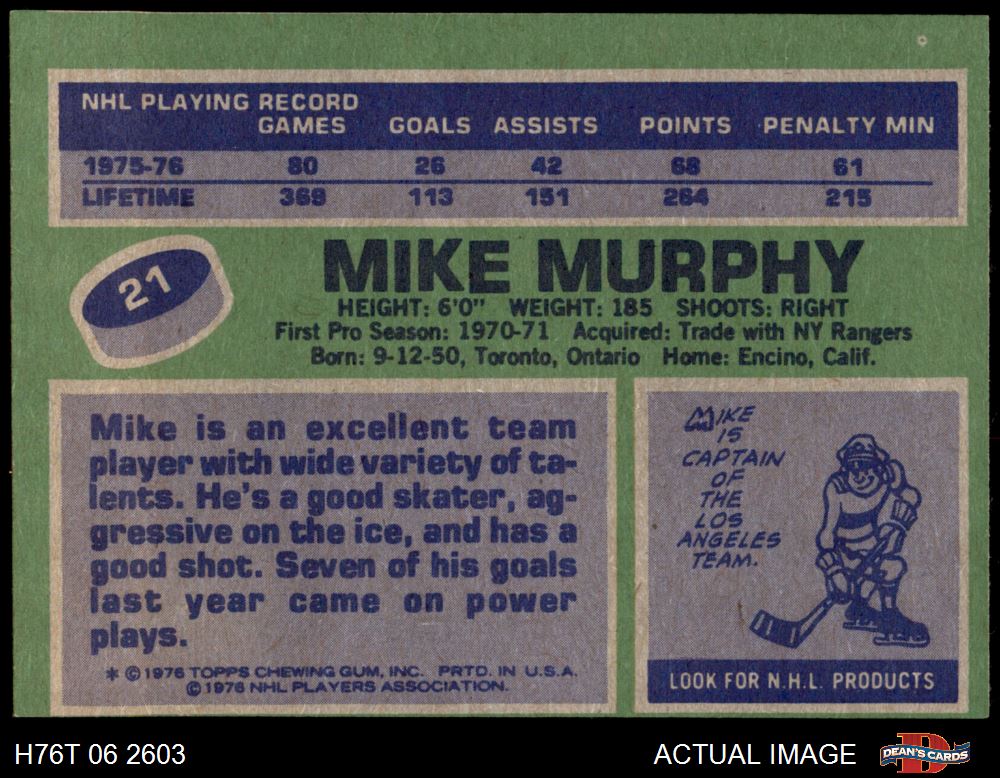 NHL PLAYING RECORD
GAMES GOALS ASSISTS POINTS PENALTY MIN
1975-76 80 26 42 68 61
LIFETIME 369 113 151 264 215
21
MIKE MURPHY
HEIGHT: 6'0" WEIGHT: 185 SHOOTS: RIGHT
First Pro Season: 1970-71 Acquired: Trade with NY Rangers
Born: 9-12-50, Toronto, Ontario Home: Encino, Calif.
Mike is an excellent team
player with wide variety of ta-
lents. He's a good skater, ag-
gressive on the ice, and has a
good shot. Seven of his goals
last year came on power
plays.
* © 1976 TOPPS CHEWING GUM, INC. PRTD. IN U.S.A.
© 1976 NHL PLAYERS ASSOCIATION.
MIKE
IS
CAPTAIN
OF
THE
LOS
ANGELES
TEAM.
LOOK FOR N.H.L. PRODUCTS
H76T 06 2603 ACTUAL IMAGE
DEAN'S CARDS